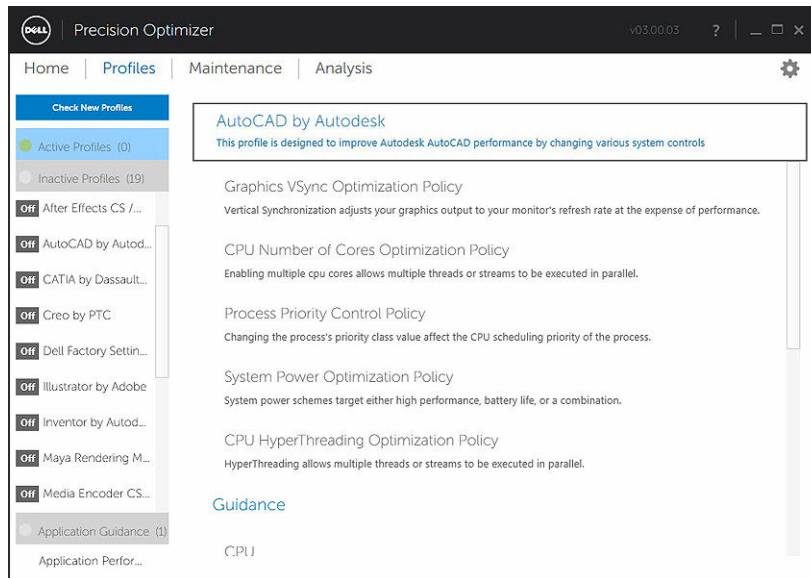 DELL Precision Optimizer v03.00.03 ?
Home Profiles Maintenance Analysis
Check New Profiles
Active Profiles (0)
Inactive Profiles (19)
Off After Effects CS /...
Off AutoCAD by Autod...
Off CATIA by Dassault...
Off Creo by PTC
Off Dell Factory Settin...
Off Illustrator by Adobe
Off Inventor by Autod...
Off Maya Rendering M...
Off Media Encoder CS...
Application Guidance (1)
Application Perfor...
AutoCAD by Autodesk
This profile is designed to improve Autodesk AutoCAD performance by changing various system controls
Graphics VSync Optimization Policy
Vertical Synchronization adjusts your graphics output to your monitor's refresh rate at the expense of performance.
CPU Number of Cores Optimization Policy
Enabling multiple cpu cores allows multiple threads or streams to be executed in parallel.
Process Priority Control Policy
Changing the process's priority class value affect the CPU scheduling priority of the process.
System Power Optimization Policy
System power schemes target either high performance, battery life, or a combination.
CPU HyperThreading Optimization Policy
HyperThreading allows multiple threads or streams to be executed in parallel.
Guidance
CPU